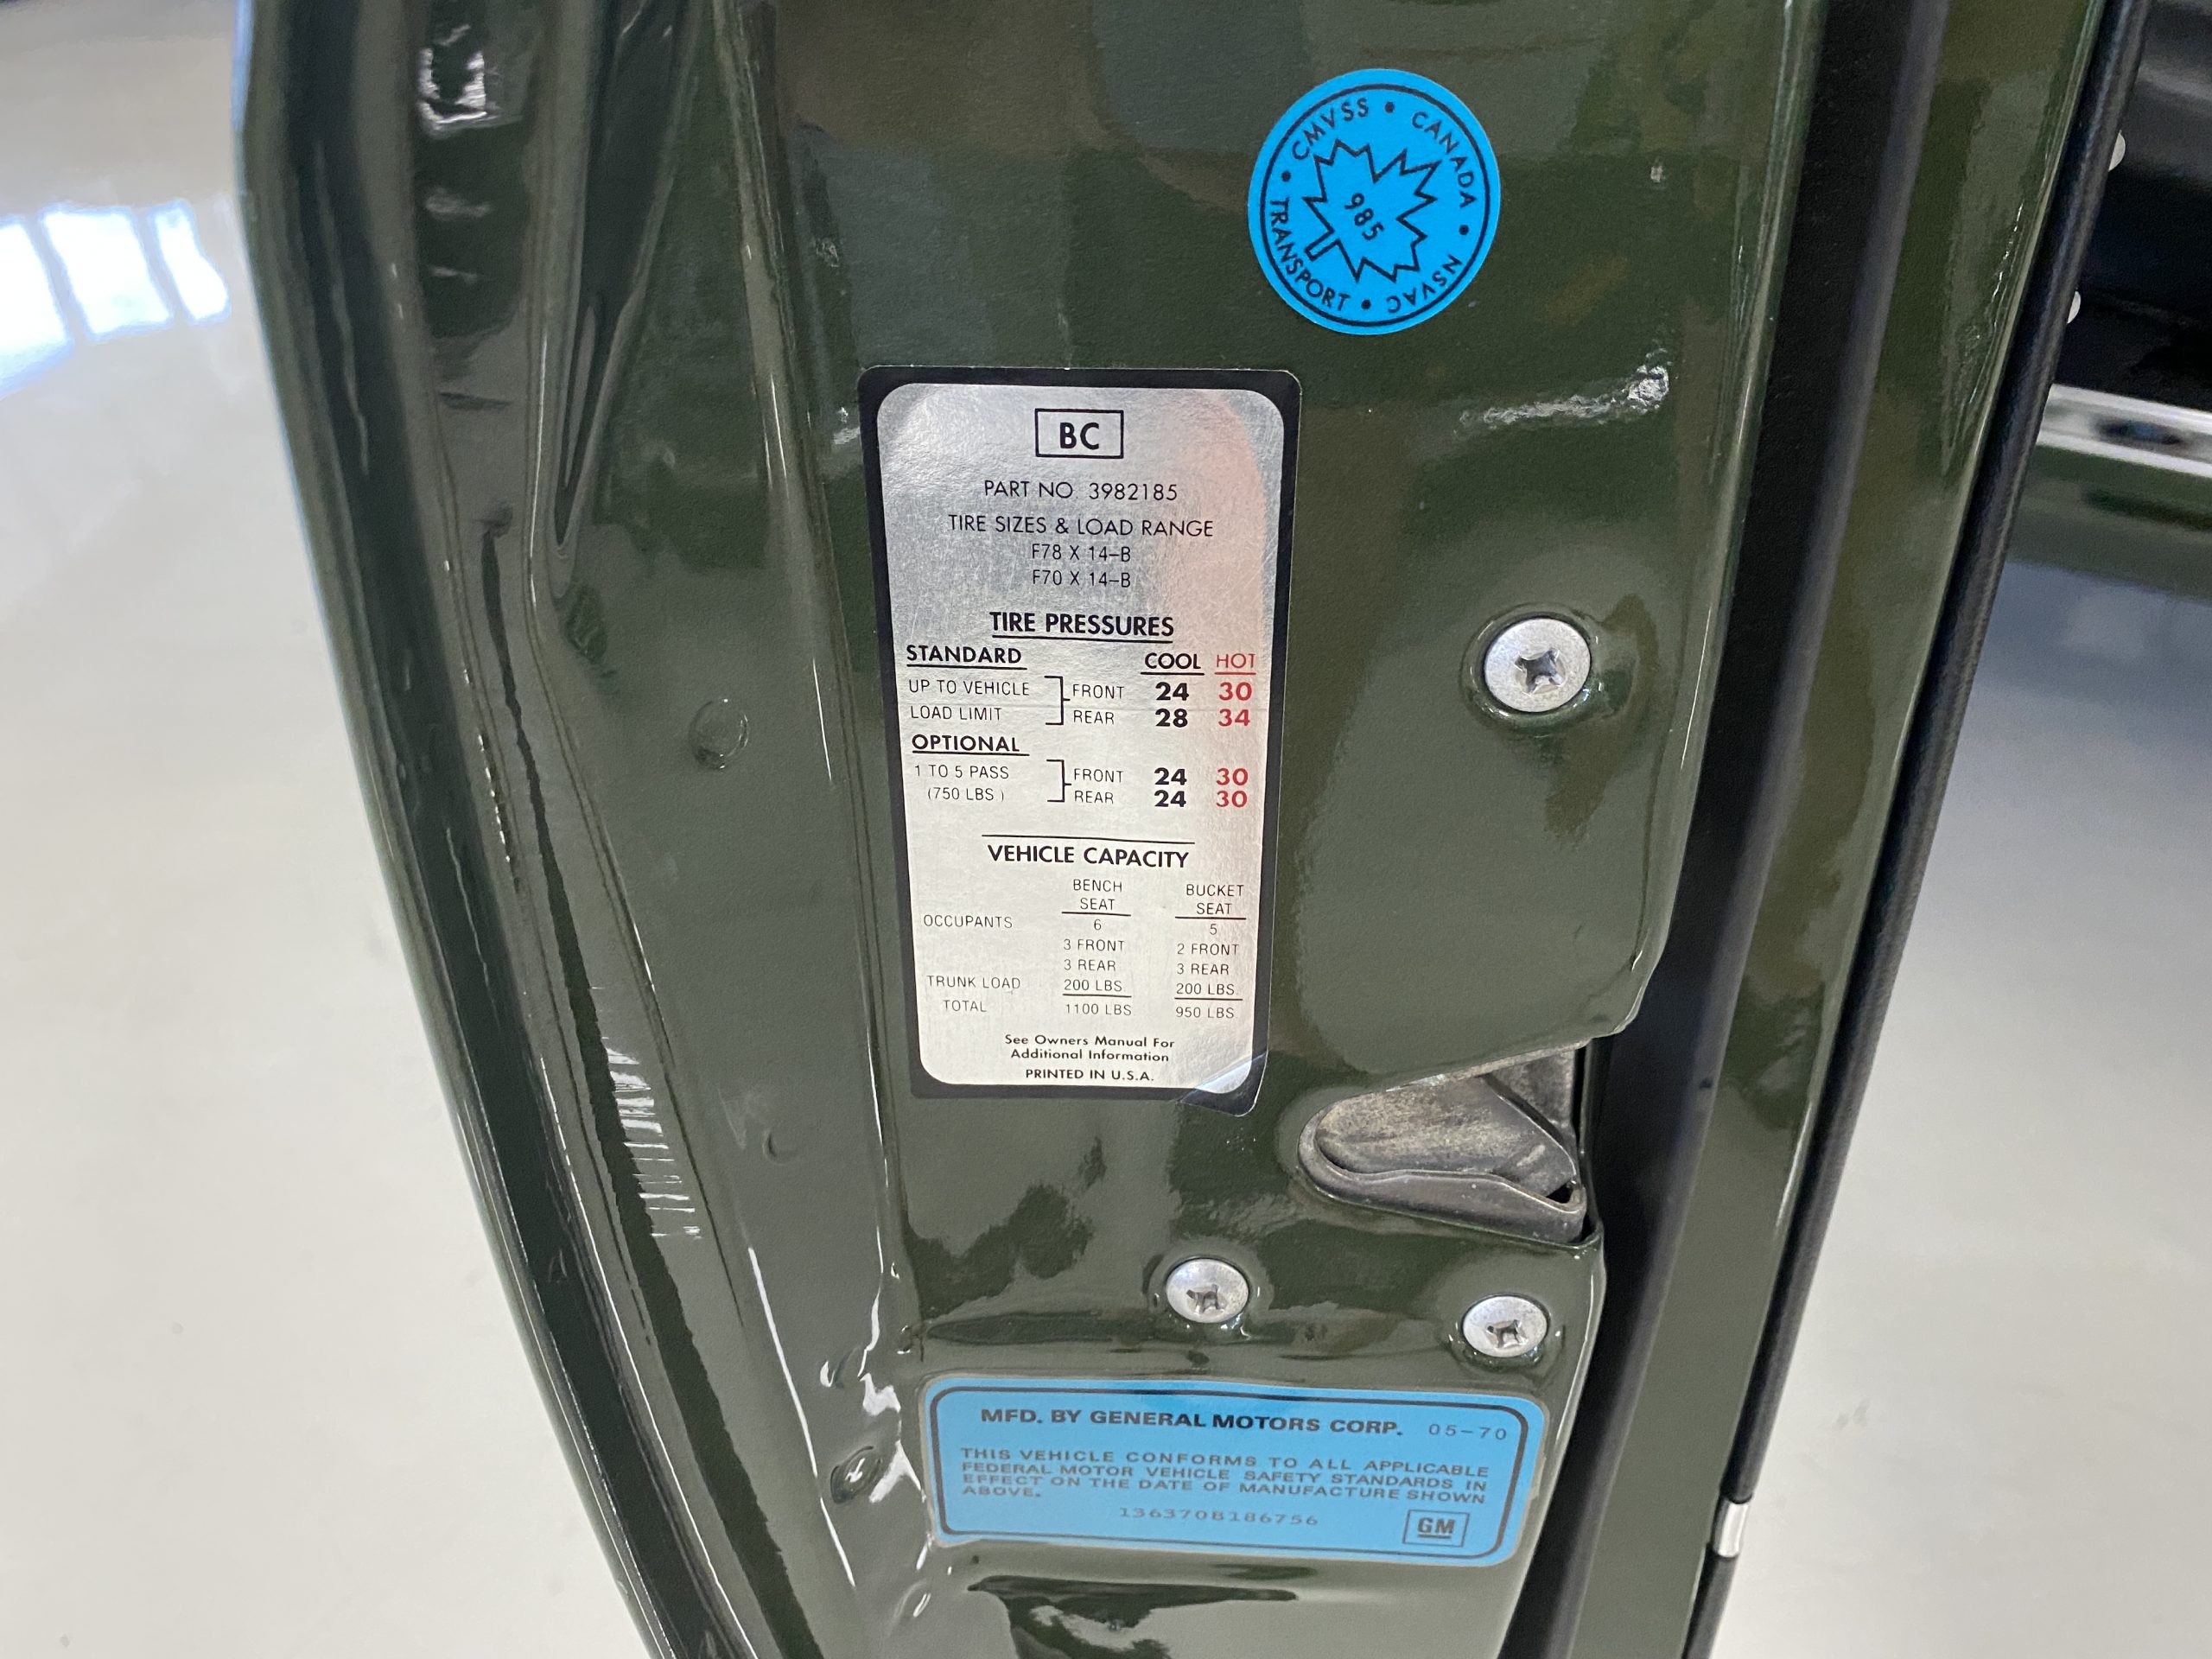 CMVSS • CANADA • NSVAC • TRANSPORT •
985
BC
PART NO 3982185
TIRE SIZES & LOAD RANGE
F78 X 14-B
F70 X 14-B
TIRE PRESSURES
STANDARD COOL HOT
UP TO VEHICLE FRONT 24 30
LOAD LIMIT REAR 28 34
OPTIONAL
1 TO 5 PASS FRONT 24 30
(750 LBS) REAR 24 30
VEHICLE CAPACITY
BENCH BUCKET
SEAT SEAT
OCCUPANTS 6 5
3 FRONT 2 FRONT
3 REAR 3 REAR
TRUNK LOAD 200 LBS 200 LBS.
TOTAL 1100 LBS 950 LBS
See Owners Manual For
Additional Information
PRINTED IN U.S.A.
MFD. BY GENERAL MOTORS CORP. 05-70
THIS VEHICLE CONFORMS TO ALL APPLICABLE
FEDERAL MOTOR VEHICLE SAFETY STANDARDS IN
EFFECT ON THE DATE OF MANUFACTURE SHOWN
ABOVE.
136370B186756
GM